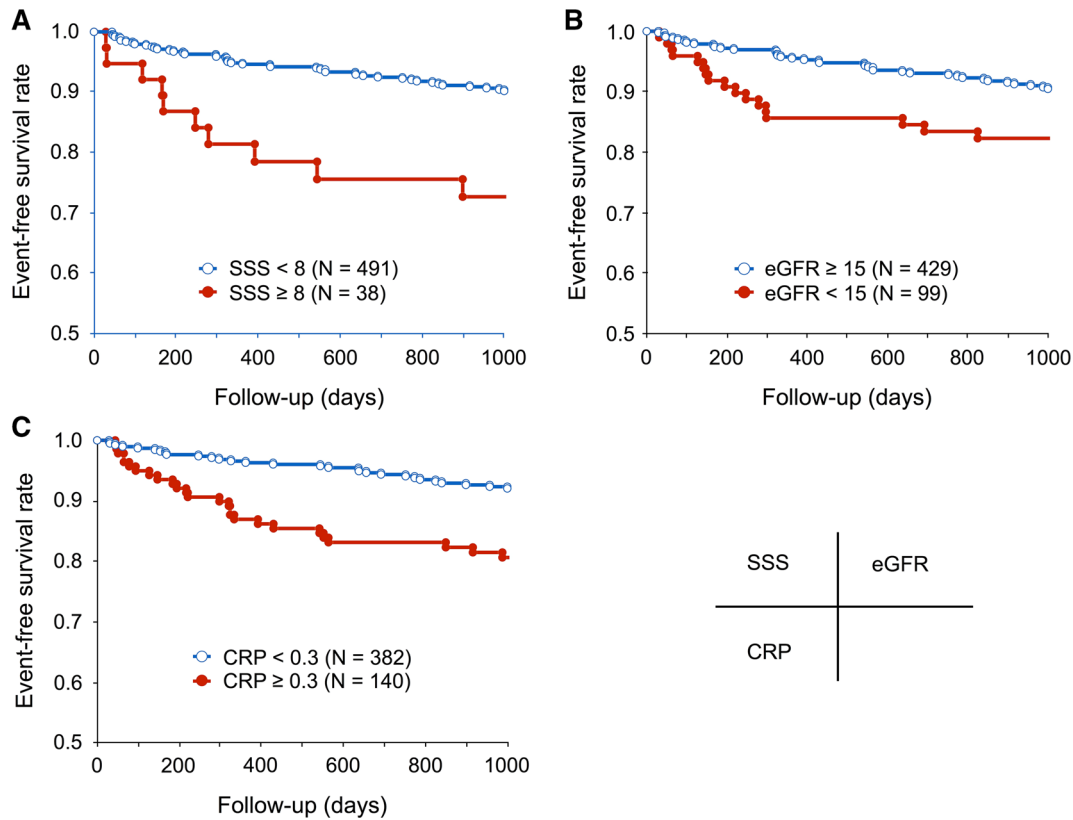 A
Event-free survival rate
1.0
0.9
0.8
0.7
0.6
0.5
0
200
400
600
800
1000
Follow-up (days)
SSS < 8 (N = 491)
SSS ≥ 8 (N = 38)
B
Event-free survival rate
1.0
0.9
0.8
0.7
0.6
0.5
0
200
400
600
800
1000
Follow-up (days)
eGFR ≥ 15 (N = 429)
eGFR < 15 (N = 99)
C
Event-free survival rate
1.0
0.9
0.8
0.7
0.6
0.5
0
200
400
600
800
1000
Follow-up (days)
CRP < 0.3 (N = 382)
CRP ≥ 0.3 (N = 140)
SSS
eGFR
CRP